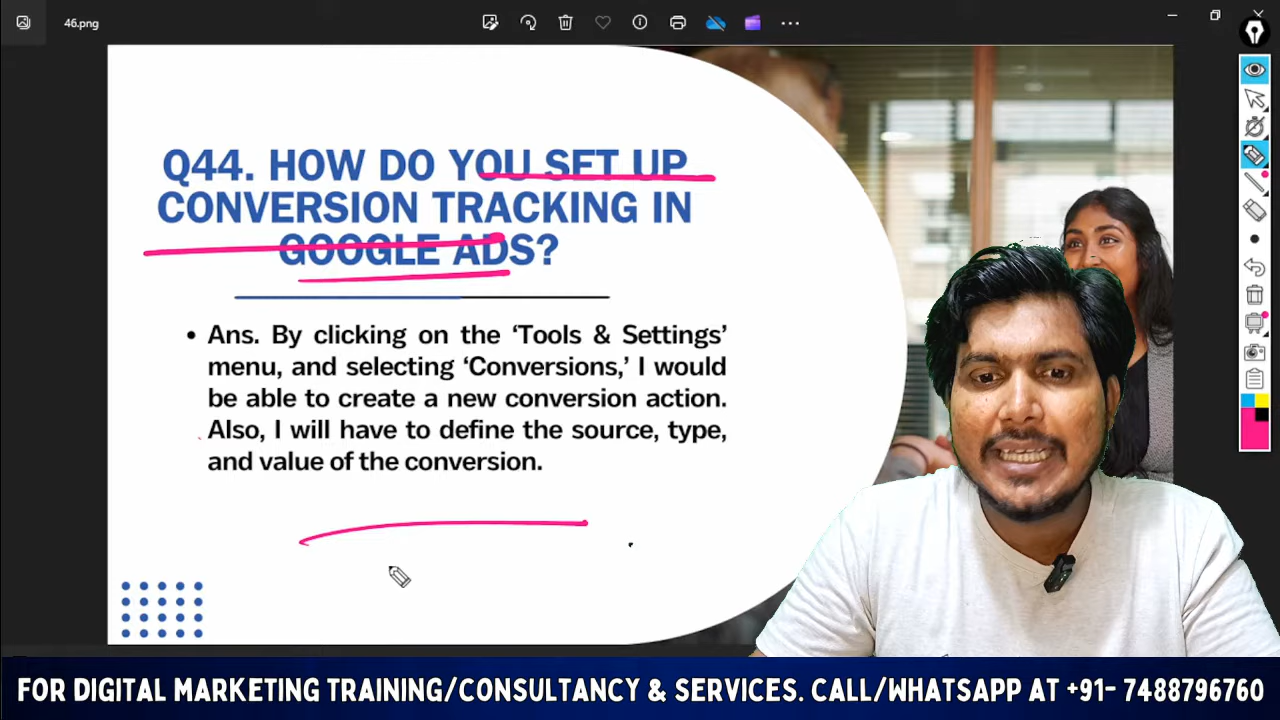 46.png
Q44. HOW DO YOU SET UP
CONVERSION TRACKING IN
GOOGLE ADS?
• Ans. By clicking on the ‘Tools & Settings’
menu, and selecting ‘Conversions,’ I would
be able to create a new conversion action.
Also, I will have to define the source, type,
and value of the conversion.
FOR DIGITAL MARKETING TRAINING/CONSULTANCY & SERVICES. CALL/WHATSAPP AT +91- 7488796760